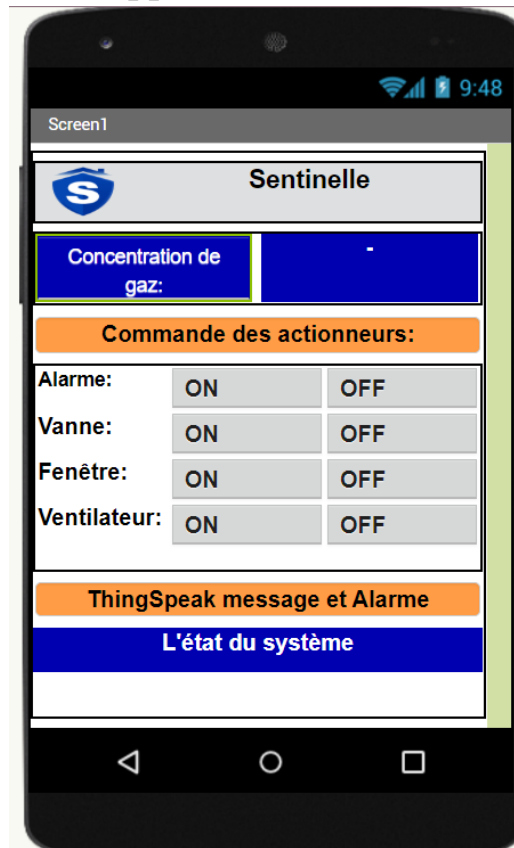 9:48
Screen1
S
Sentinelle
Concentration de
gaz:
-
Commande des actionneurs:
Alarme: ON OFF
Vanne: ON OFF
Fenêtre: ON OFF
Ventilateur: ON OFF
ThingSpeak message et Alarme
L'état du système